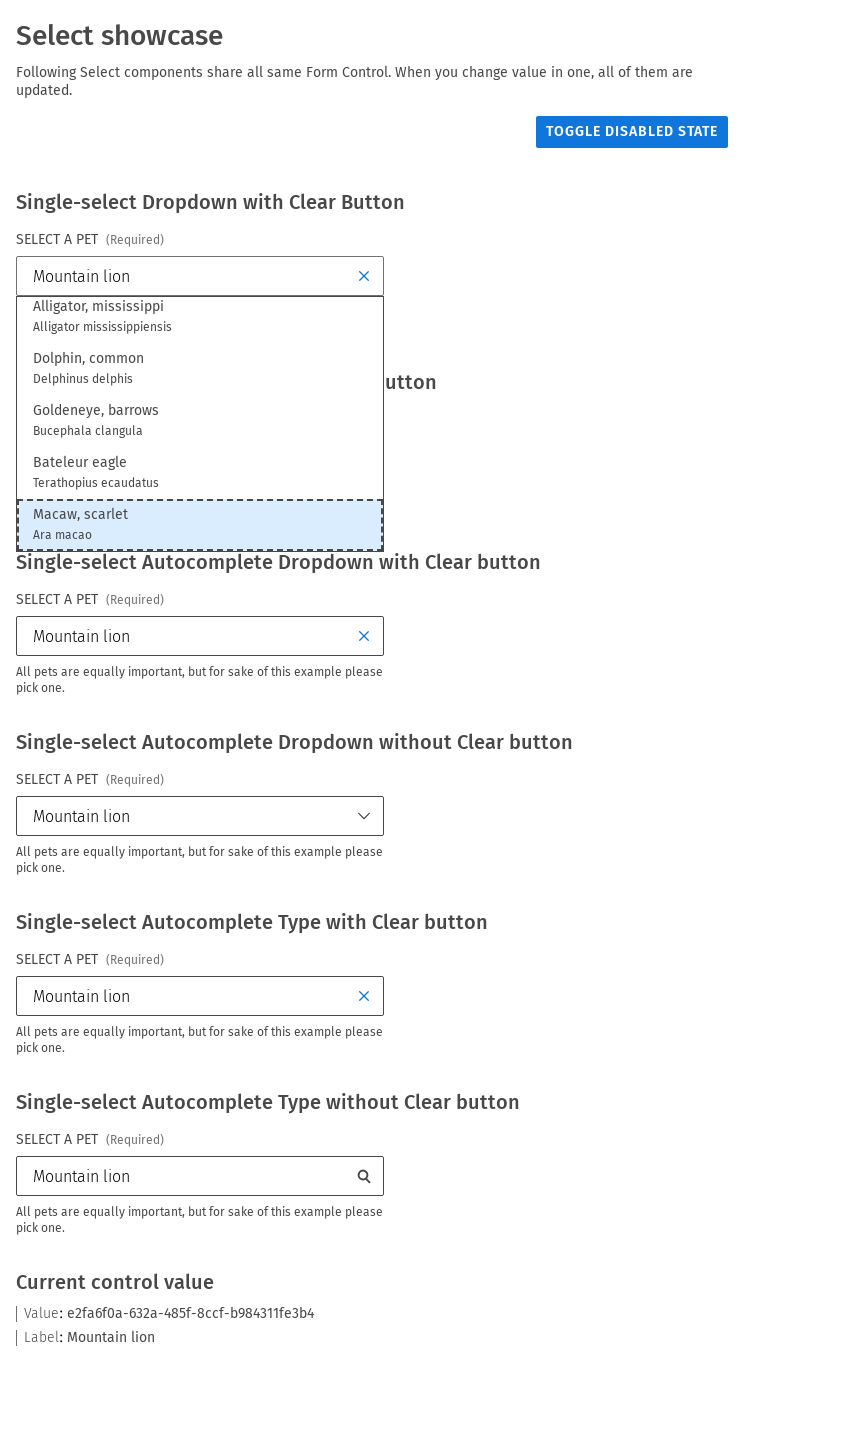 Select showcase
Following Select components share all same Form Control. When you change value in one, all of them are
updated.
TOGGLE DISABLED STATE
Single-select Dropdown with Clear Button
SELECT A PET (Required)
Mountain lion
Alligator, mississippi
Alligator mississippiensis
Dolphin, common
Delphinus delphis
utton
Goldeneye, barrows
Bucephala clangula
Bateleur eagle
Terathopius ecaudatus
Macaw, scarlet
Ara macao
Single-select Autocomplete Dropdown with Clear button
SELECT A PET (Required)
Mountain lion
All pets are equally important, but for sake of this example please
pick one.
Single-select Autocomplete Dropdown without Clear button
SELECT A PET (Required)
Mountain lion
All pets are equally important, but for sake of this example please
pick one.
Single-select Autocomplete Type with Clear button
SELECT A PET (Required)
Mountain lion
All pets are equally important, but for sake of this example please
pick one.
Single-select Autocomplete Type without Clear button
SELECT A PET (Required)
Mountain lion
All pets are equally important, but for sake of this example please
pick one.
Current control value
Value: e2fa6f0a-632a-485f-8ccf-b984311fe3b4
Label: Mountain lion